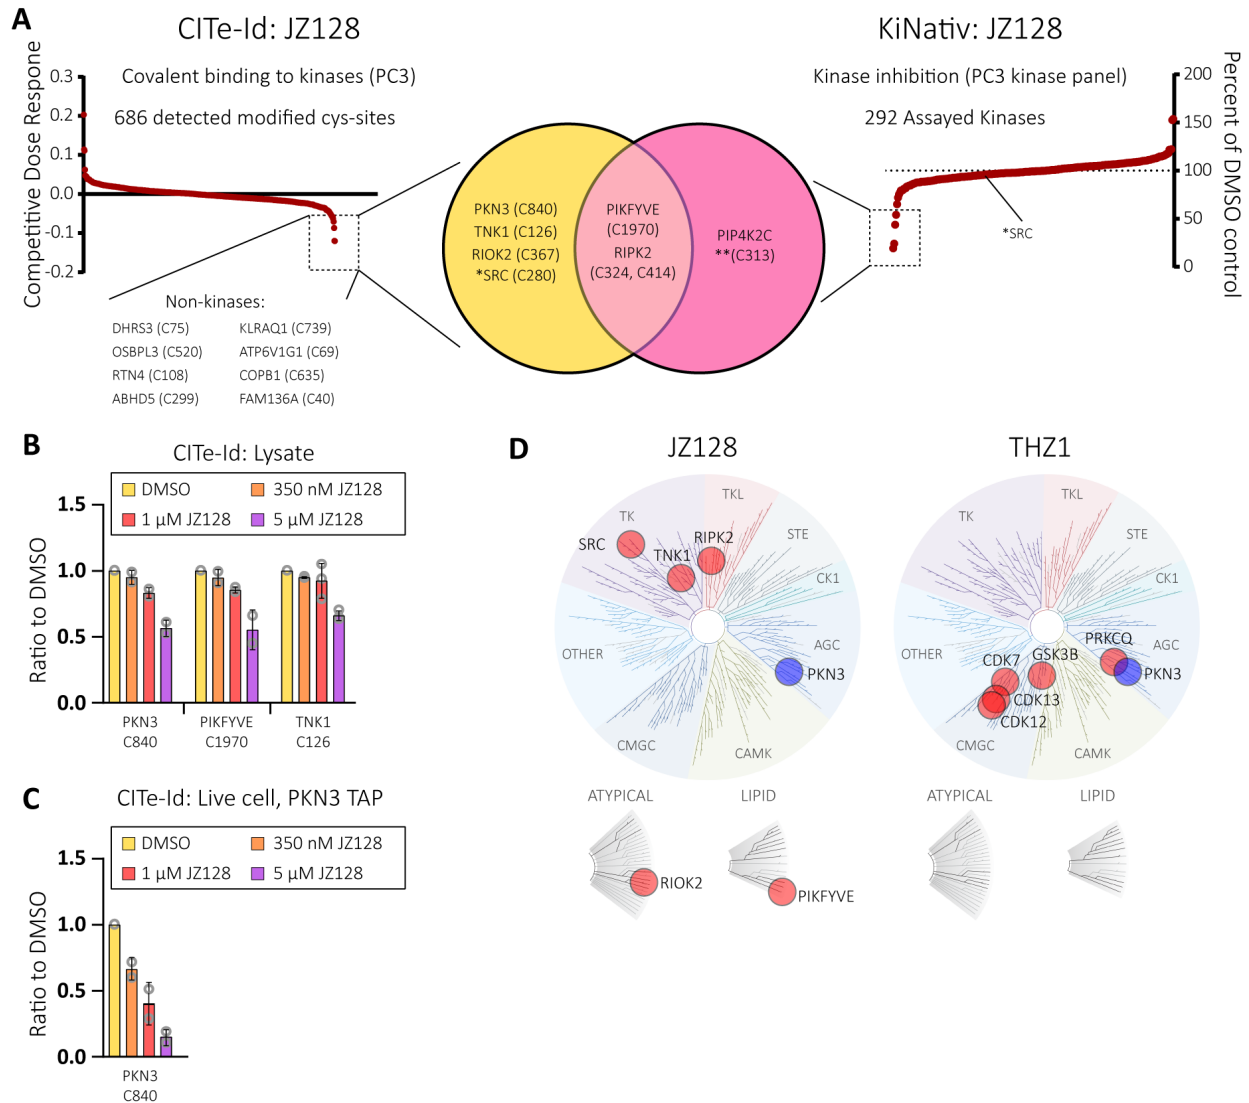 A
CITe-Id: JZ128
KiNativ: JZ128
Covalent binding to kinases (PC3)
686 detected modified cys-sites
Competitive Dose Respone
0.3
0.2
0.1
0.0
-0.1
-0.2
Non-kinases:
DHRS3 (C75)
KLRAQ1 (C739)
OSBPL3 (C520)
ATP6V1G1 (C69)
RTN4 (C108)
COPB1 (C635)
ABHD5 (C299)
FAM136A (C40)
PKN3 (C840)
TNK1 (C126)
RIOK2 (C367)
*SRC (C280)
PIKFYVE
(C1970)
RIPK2
(C324, C414)
PIP4K2C
**(C313)
Kinase inhibition (PC3 kinase panel)
292 Assayed Kinases
*SRC
200
150
100
50
0
Percent of DMSO control
B
CITe-Id: Lysate
DMSO
350 nM JZ128
1 µM JZ128
5 µM JZ128
Ratio to DMSO
1.5
1.0
0.5
0.0
PKN3
C840
PIKFYVE
C1970
TNK1
C126
C
CITe-Id: Live cell, PKN3 TAP
DMSO
350 nM JZ128
1 µM JZ128
5 µM JZ128
Ratio to DMSO
1.5
1.0
0.5
0.0
PKN3
C840
D
JZ128
TK
TKL
STE
CK1
AGC
CAMK
CMGC
OTHER
SRC
TNK1
RIPK2
PKN3
ATYPICAL
LIPID
RIOK2
PIKFYVE
THZ1
TK
TKL
STE
CK1
AGC
CAMK
CMGC
OTHER
PRKCQ
PKN3
GSK3B
CDK7
CDK13
CDK12
ATYPICAL
LIPID